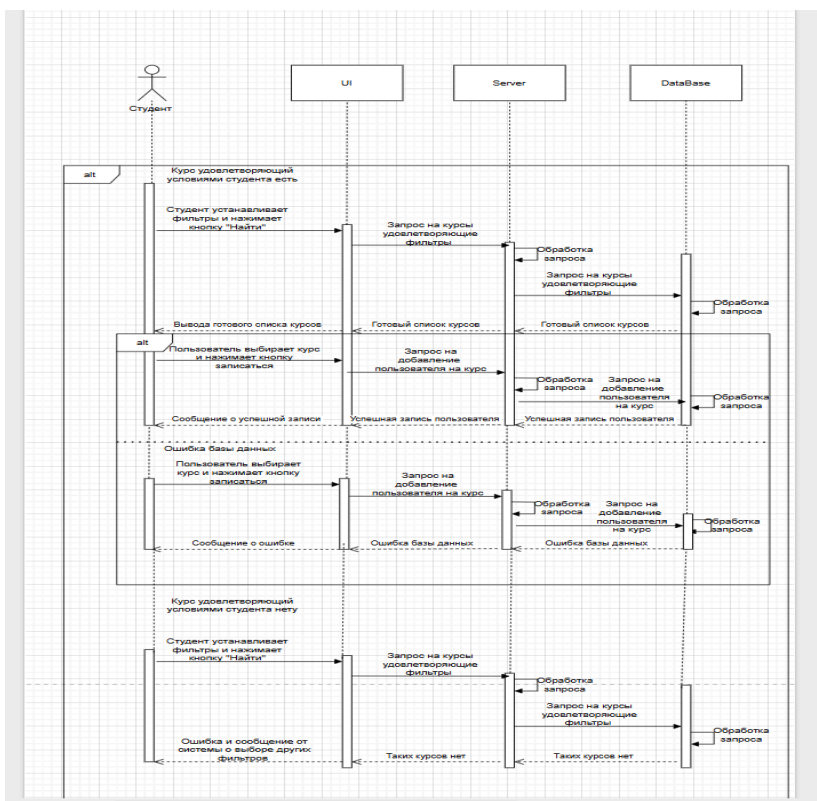 UI
Server
DataBase
Студент
alt
Курс удовлетворяющий
условиями студента есть
Студент устанавливает
фильтры и нажимает
кнопку "Найти"
Запрос на курсы
удовлетворяющие
фильтры
Обработка
запроса
Запрос на курсы
удовлетворяющие
фильтры
Обработка
запроса
Вывода готового списка курсов
Готовый список курсов
Готовый список курсов
alt
Пользователь выбирает курс
и нажимает кнопку
записаться
Запрос на
добавление
пользователя на курс
Обработка
запроса
Запрос на
добавление
пользователя
на курс
Обработка
запроса
Сообщение о успешной записи
Успешная запись пользователя
Успешная запись пользователя
Ошибка базы данных
Пользователь выбирает
курс и нажимает кнопку
записаться
Запрос на
добавление
пользователя на курс
Обработка
запроса
Запрос на
добавление
пользователя
на курс
Обработка
запроса
Сообщение о ошибке
Ошибка базы данных
Ошибка базы данных
Курс удовлетворяющий
условиями студента нету
Студент устанавливает
фильтры и нажимает
кнопку "Найти"
Запрос на курсы
удовлетворяющие
фильтры
Обработка
запроса
Запрос на курсы
удовлетворяющие
фильтры
Обработка
запроса
Ошибка и сообщение от
системы о выборе других
фильтров
Таких курсов нет
Таких курсов нет